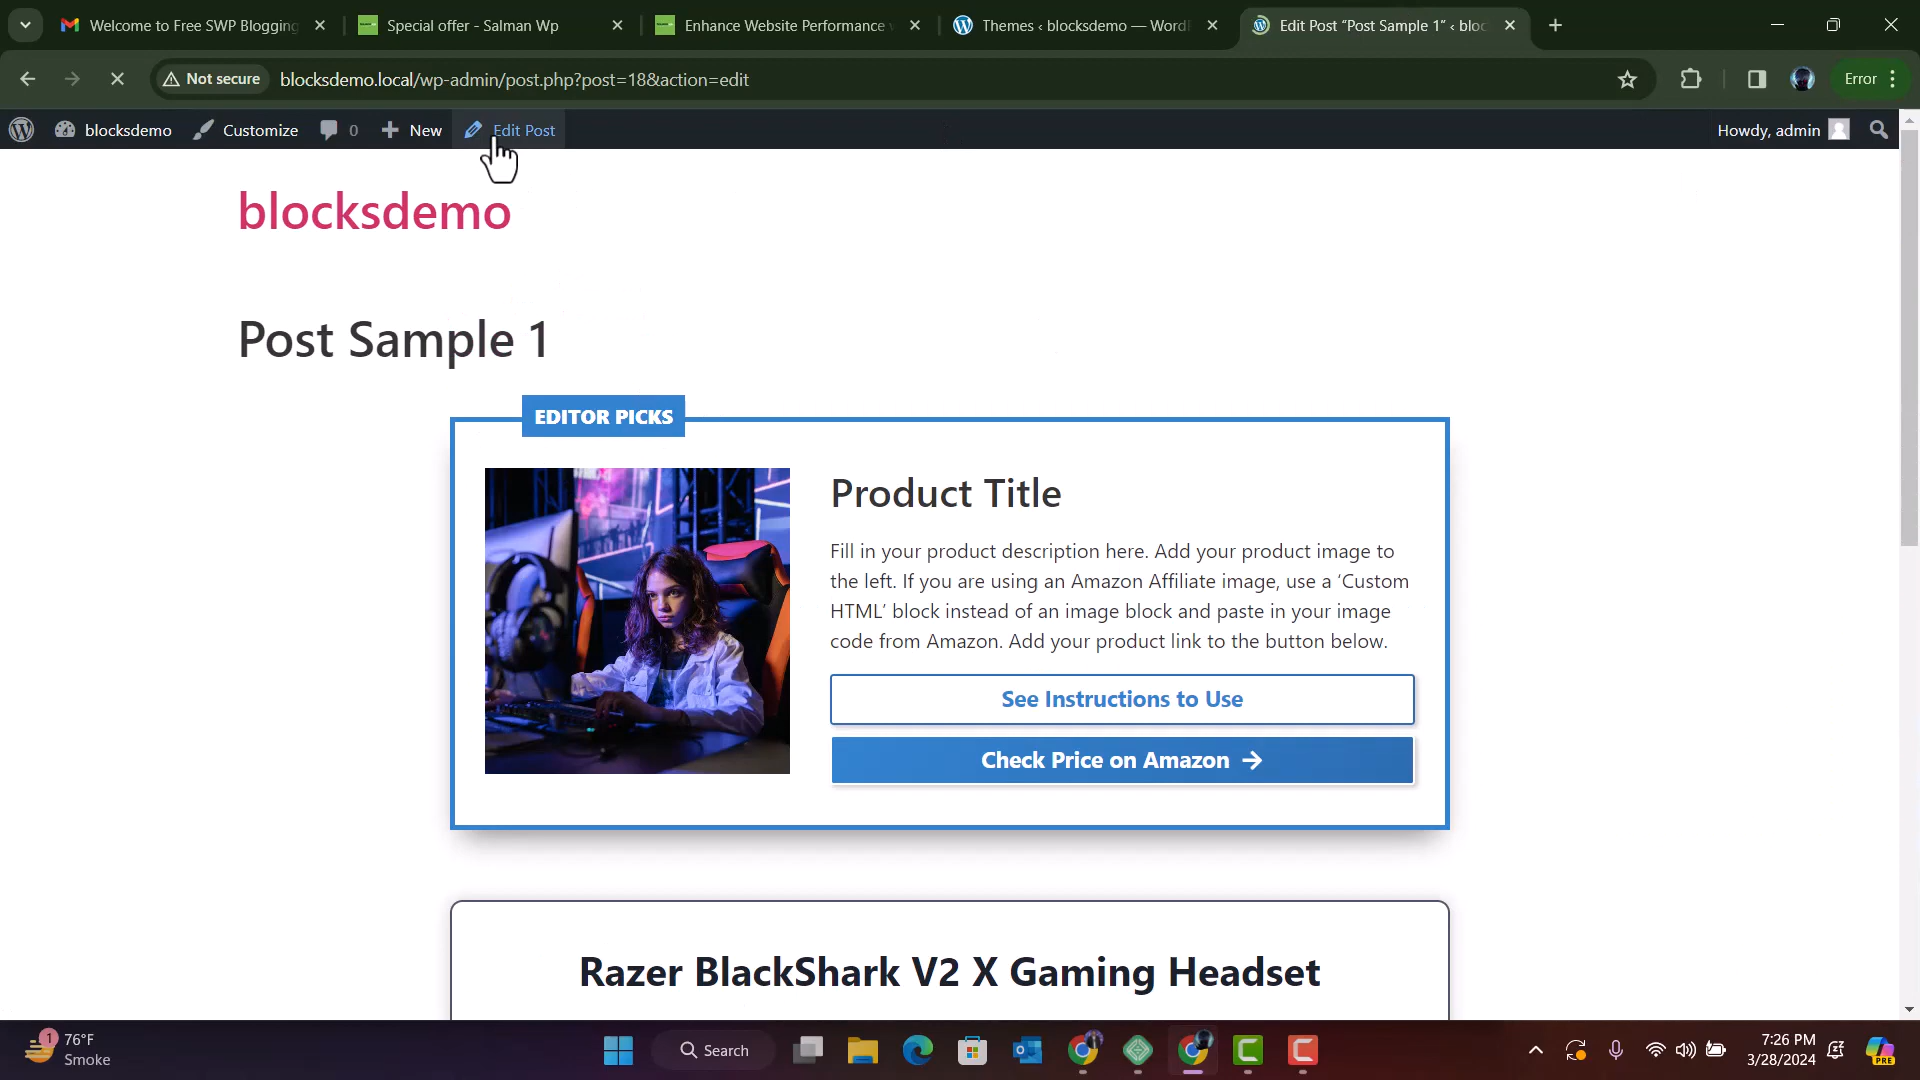 Welcome to Free SWP Blogging
Special offer - Salman Wp
Enhance Website Performance
Themes ‹ blocksdemo — Word
Edit Post “Post Sample 1” ‹ bloc
Not secure
blocksdemo.local/wp-admin/post.php?post=18&action=edit
Error
blocksdemo
Customize
0
New
Edit Post
Howdy, admin
blocksdemo
Post Sample 1
EDITOR PICKS
Product Title
Fill in your product description here. Add your product image to
the left. If you are using an Amazon Affiliate image, use a ‘Custom
HTML’ block instead of an image block and paste in your image
code from Amazon. Add your product link to the button below.
See Instructions to Use
Check Price on Amazon →
Razer BlackShark V2 X Gaming Headset
1
76°F
Smoke
Search
7:26 PM
3/28/2024
PRE